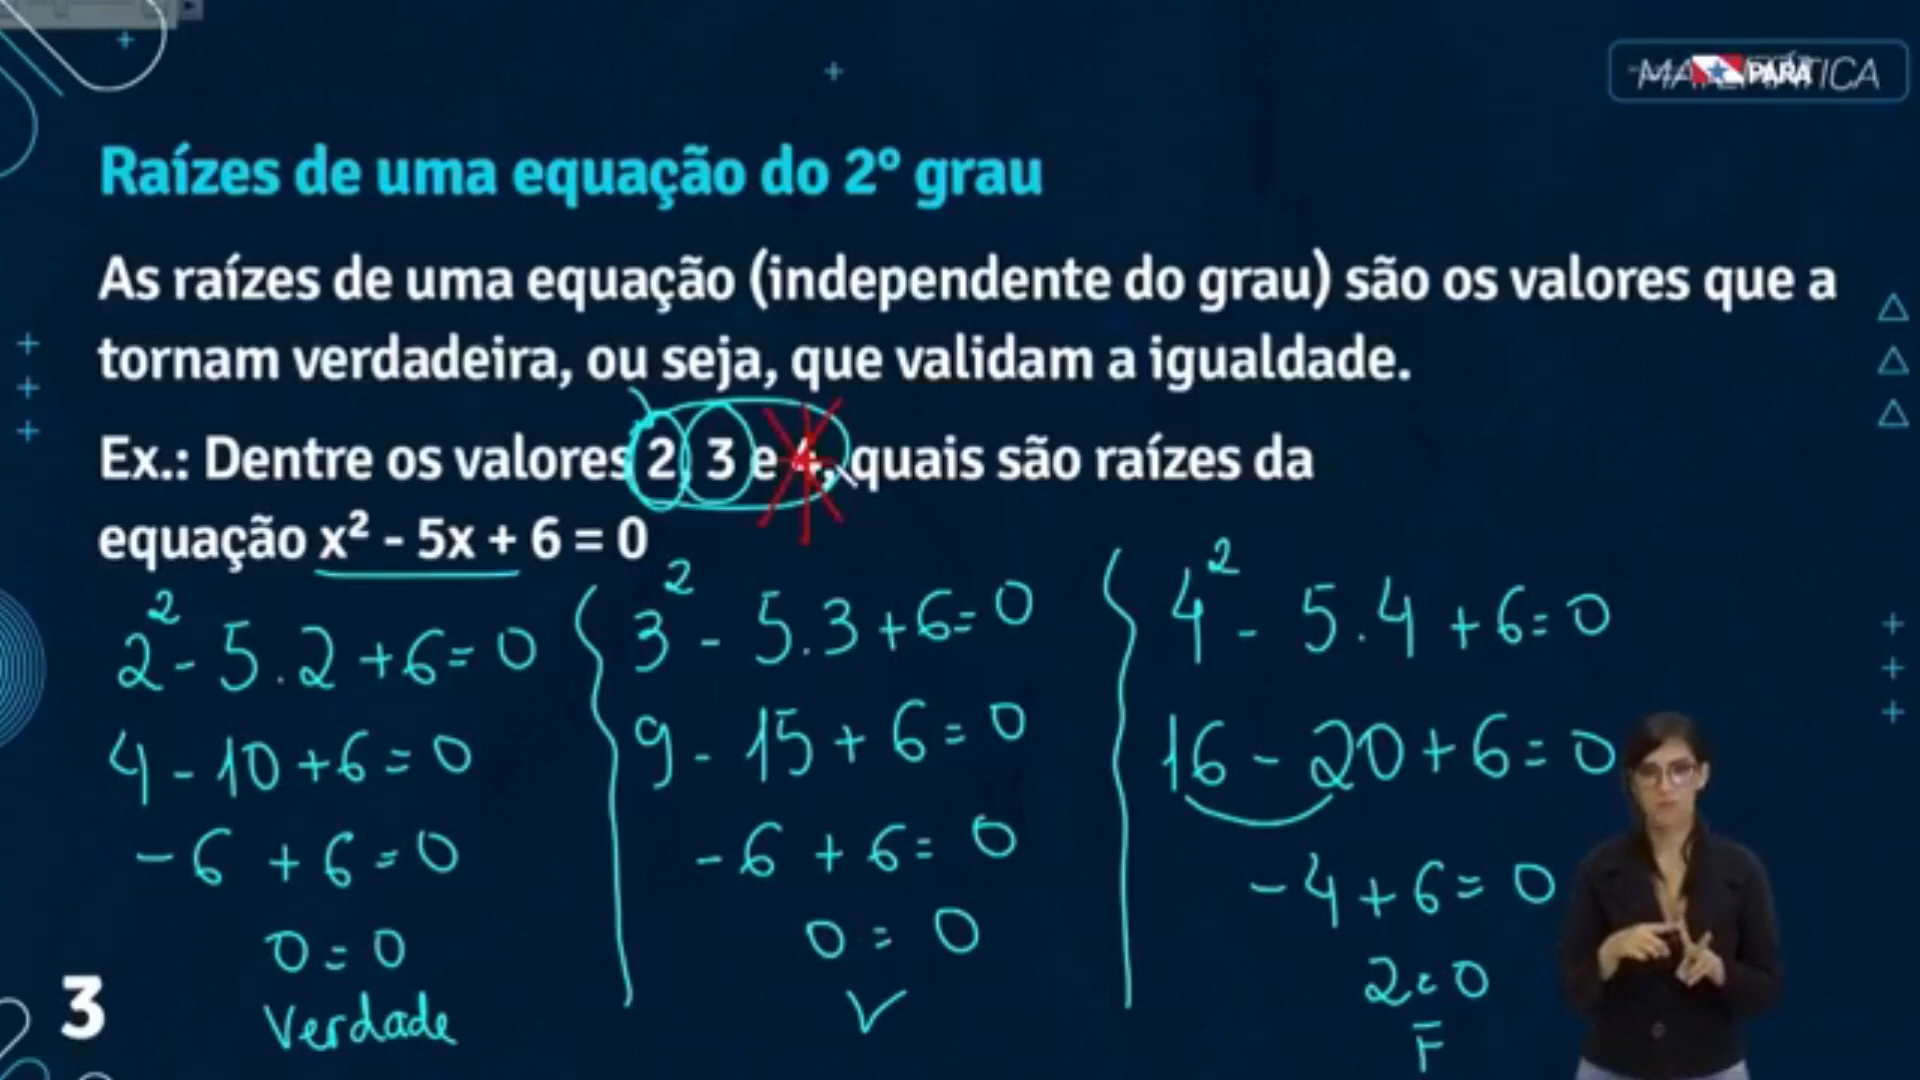 MATEMÁTICA
PARÁ
Raízes de uma equação do 2º grau
As raízes de uma equação (independente do grau) são os valores que a
tornam verdadeira, ou seja, que validam a igualdade.
Ex.: Dentre os valores 2, 3 e 4, quais são raízes da
equação x² - 5x + 6 = 0
2² - 5.2 + 6 = 0
4 - 10 + 6 = 0
- 6 + 6 = 0
0 = 0
Verdade
3² - 5.3 + 6 = 0
9 - 15 + 6 = 0
- 6 + 6 = 0
0 = 0
V
4² - 5.4 + 6 = 0
16 - 20 + 6 = 0
- 4 + 6 = 0
2 = 0
F
3